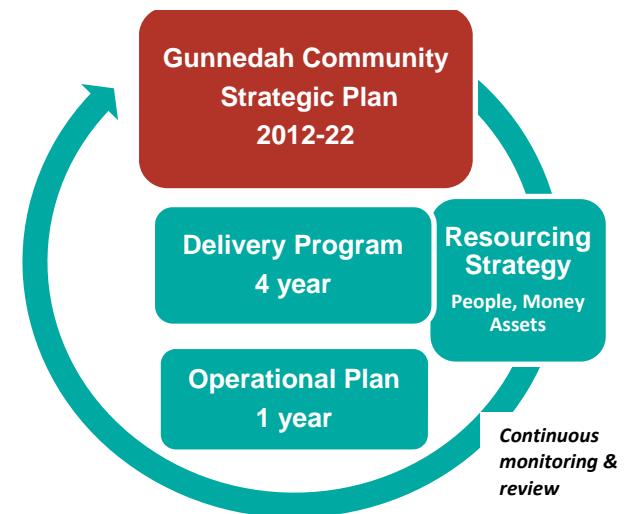 Gunnedah Community
Strategic Plan
2012-22
Delivery Program
4 year
Resourcing
Strategy
People, Money
Assets
Operational Plan
1 year
Continuous
monitoring &
review